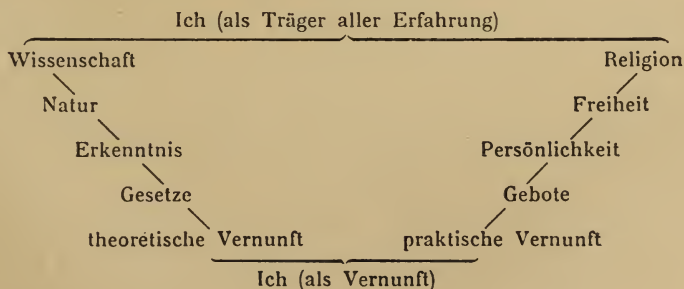 Ich (als Träger aller Erfahrung)
Wissenschaft Religion
Natur Freiheit
Erkenntnis Persönlichkeit
Gesetze Gebote
theoretische Vernunft praktische Vernunft
Ich (als Vernunft)